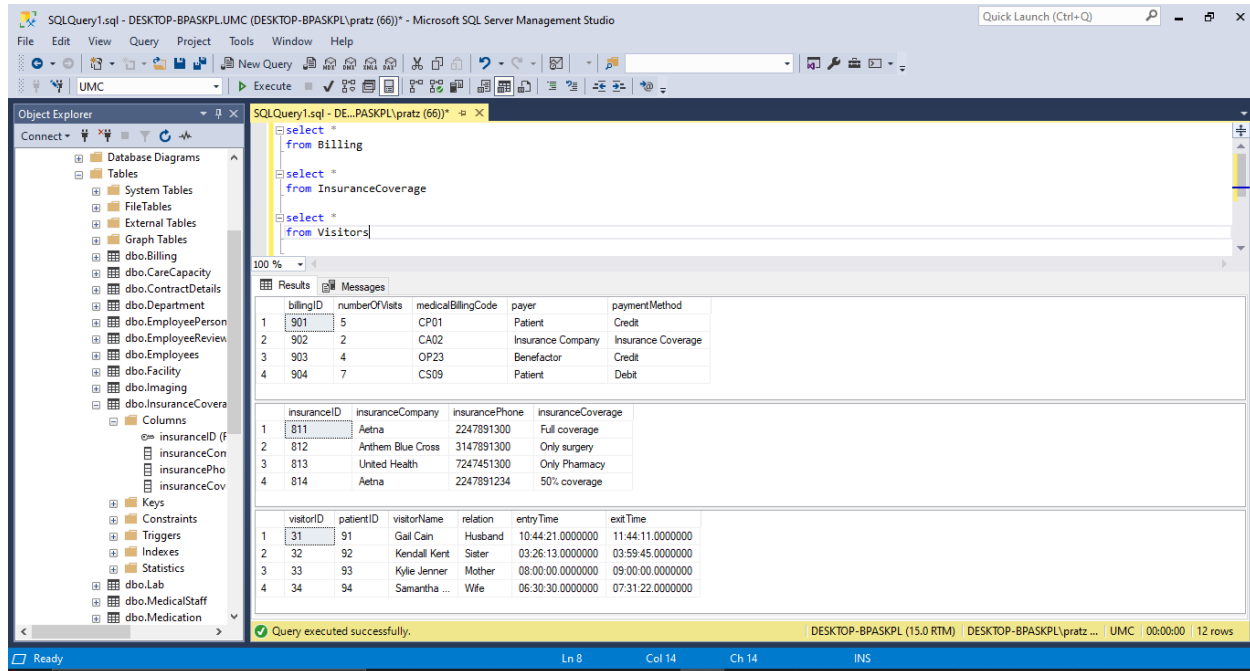 SQLQuery1.sql - DESKTOP-BPASKPL.UMC (DESKTOP-BPASKPL\pratz (66))* - Microsoft SQL Server Management Studio
Quick Launch (Ctrl+Q)
File Edit View Query Project Tools Window Help
New Query MDX DMX XMLA DAX
UMC Execute
Object Explorer
Connect
Database Diagrams
Tables
System Tables
FileTables
External Tables
Graph Tables
dbo.Billing
dbo.CareCapacity
dbo.ContractDetails
dbo.Department
dbo.EmployeePerson
dbo.EmployeeReview
dbo.Employees
dbo.Facility
dbo.Imaging
dbo.InsuranceCovera
Columns
insuranceID (F
insuranceCom
insurancePho
insuranceCov
Keys
Constraints
Triggers
Indexes
Statistics
dbo.Lab
dbo.MedicalStaff
dbo.Medication
SQLQuery1.sql - DE...PASKPL\pratz (66))*
select *
from Billing
select *
from InsuranceCoverage
select *
from Visitors
100 %
Results Messages
billingID numberOfVisits medicalBillingCode payer paymentMethod
1 901 5 CP01 Patient Credit
2 902 2 CA02 Insurance Company Insurance Coverage
3 903 4 OP23 Benefactor Credit
4 904 7 CS09 Patient Debit
insuranceID insuranceCompany insurancePhone insuranceCoverage
1 811 Aetna 2247891300 Full coverage
2 812 Anthem Blue Cross 3147891300 Only surgery
3 813 United Health 7247451300 Only Pharmacy
4 814 Aetna 2247891234 50% coverage
visitorID patientID visitorName relation entryTime exitTime
1 31 91 Gail Cain Husband 10:44:21.0000000 11:44:11.0000000
2 32 92 Kendall Kent Sister 03:26:13.0000000 03:59:45.0000000
3 33 93 Kylie Jenner Mother 08:00:00.0000000 09:00:00.0000000
4 34 94 Samantha ... Wife 06:30:30.0000000 07:31:22.0000000
Query executed successfully. DESKTOP-BPASKPL (15.0 RTM) DESKTOP-BPASKPL\pratz ... UMC 00:00:00 12 rows
Ready Ln 8 Col 14 Ch 14 INS